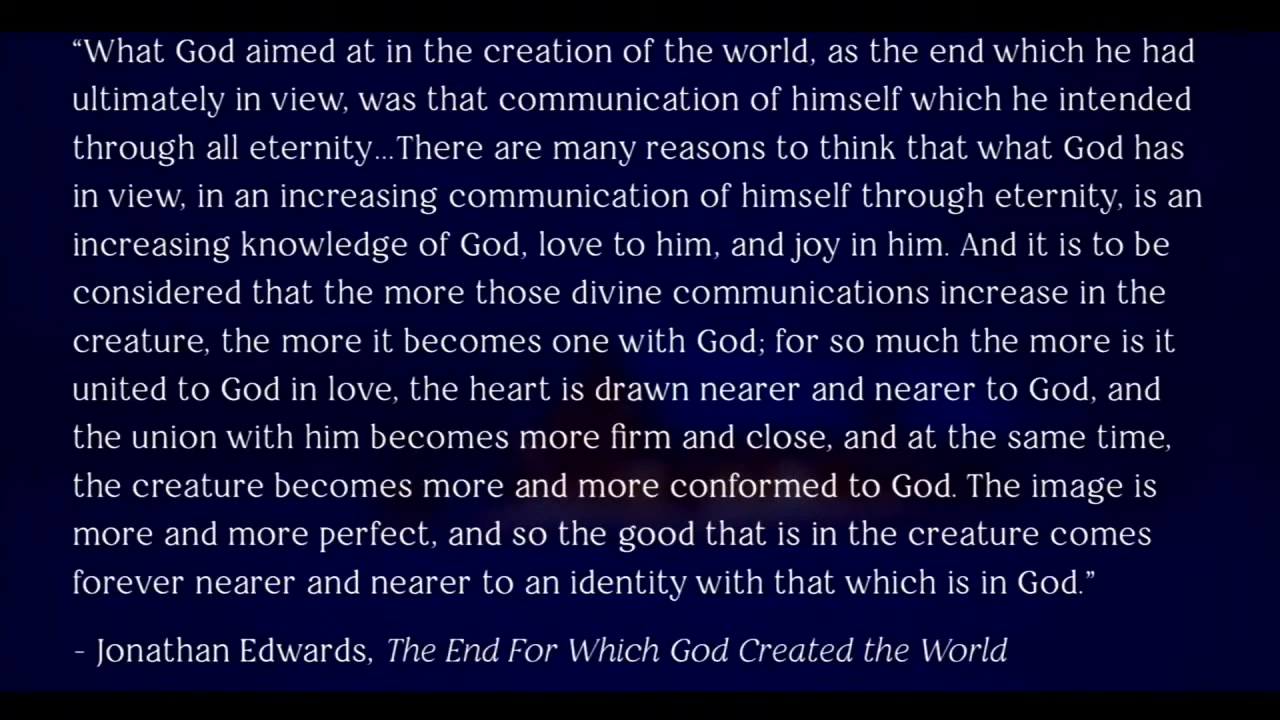 “What God aimed at in the creation of the world, as the end which he had
ultimately in view, was that communication of himself which he intended
through all eternity...There are many reasons to think that what God has
in view, in an increasing communication of himself through eternity, is an
increasing knowledge of God, love to him, and joy in him. And it is to be
considered that the more those divine communications increase in the
creature, the more it becomes one with God; for so much the more is it
united to God in love, the heart is drawn nearer and nearer to God, and
the union with him becomes more firm and close, and at the same time,
the creature becomes more and more conformed to God. The image is
more and more perfect, and so the good that is in the creature comes
forever nearer and nearer to an identity with that which is in God.”
- Jonathan Edwards, The End For Which God Created the World